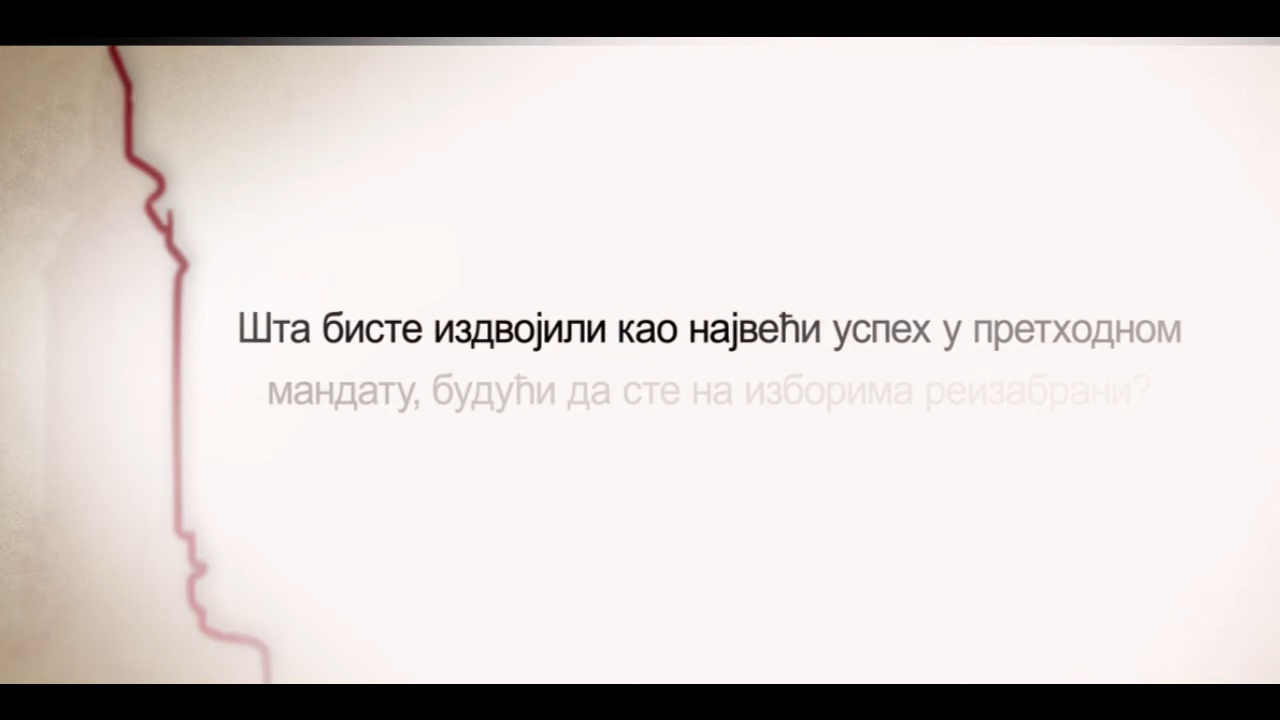 Шта бисте издвојили као највећи успех у претходном
мандату, будући да сте на изборима реизабрани?